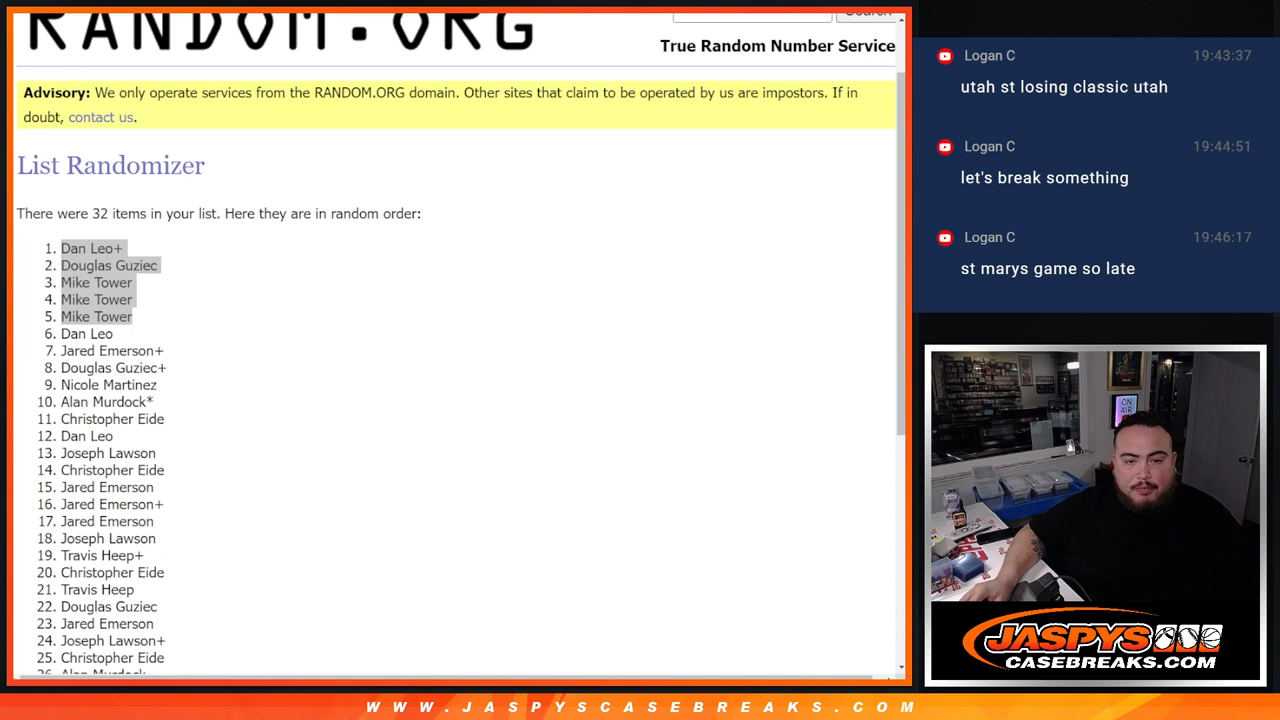 RANDOM.ORG
Search
True Random Number Service
Advisory: We only operate services from the RANDOM.ORG domain. Other sites that claim to be operated by us are impostors. If in
doubt, contact us.
List Randomizer
There were 32 items in your list. Here they are in random order:
1. Dan Leo+
2. Douglas Guziec
3. Mike Tower
4. Mike Tower
5. Mike Tower
6. Dan Leo
7. Jared Emerson+
8. Douglas Guziec+
9. Nicole Martinez
10. Alan Murdock*
11. Christopher Eide
12. Dan Leo
13. Joseph Lawson
14. Christopher Eide
15. Jared Emerson
16. Jared Emerson+
17. Jared Emerson
18. Joseph Lawson
19. Travis Heep+
20. Christopher Eide
21. Travis Heep
22. Douglas Guziec
23. Jared Emerson
24. Joseph Lawson+
25. Christopher Eide
26. Alan Murdock
Logan C 19:43:37
utah st losing classic utah
Logan C 19:44:51
let's break something
Logan C 19:46:17
st marys game so late
ON
AIR
JASPYS
CASEBREAKS.COM
WWW.JASPYSCASEBREAKS.COM